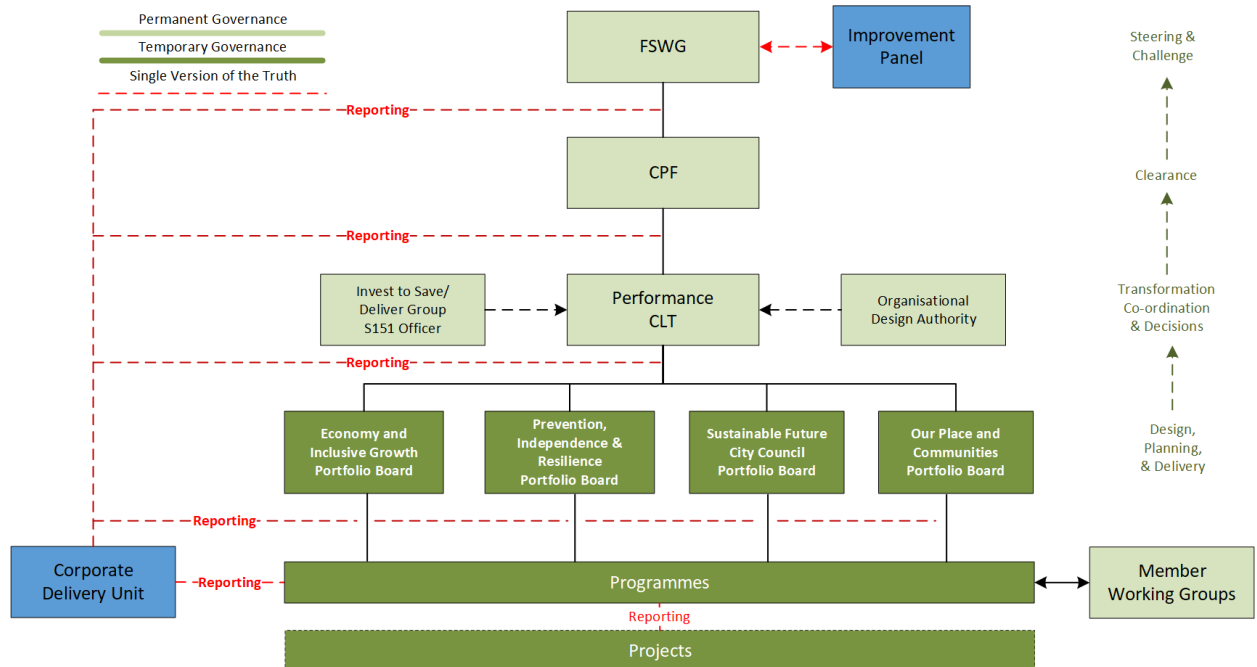 Permanent Governance
Temporary Governance
Single Version of the Truth
FSWG
Improvement
Panel
Steering &
Challenge
Reporting
CPF
Clearance
Reporting
Invest to Save/
Deliver Group
S151 Officer
Performance
CLT
Organisational
Design Authority
Transformation
Co-ordination
& Decisions
Reporting
Economy and
Inclusive Growth
Portfolio Board
Prevention,
Independence &
Resilience
Portfolio Board
Sustainable Future
City Council
Portfolio Board
Our Place and
Communities
Portfolio Board
Design,
Planning,
& Delivery
Reporting
Corporate
Delivery Unit
Reporting
Programmes
Member
Working Groups
Reporting
Projects